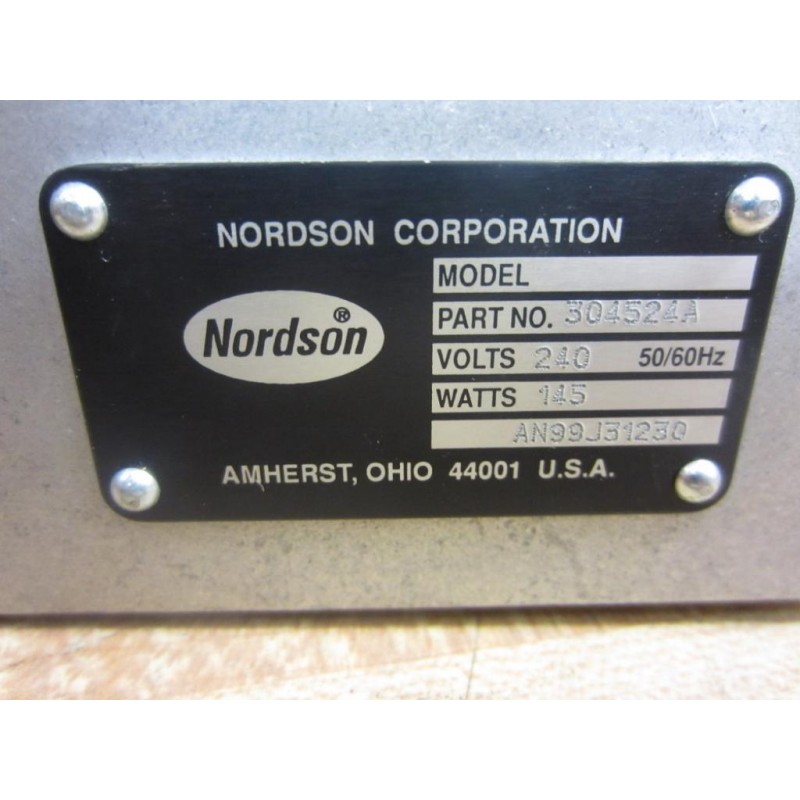 NORDSON CORPORATION
Nordson®
MODEL
PART NO. 304524A
VOLTS 240 50/60Hz
WATTS 145
AN99J31230
AMHERST, OHIO 44001 U.S.A.